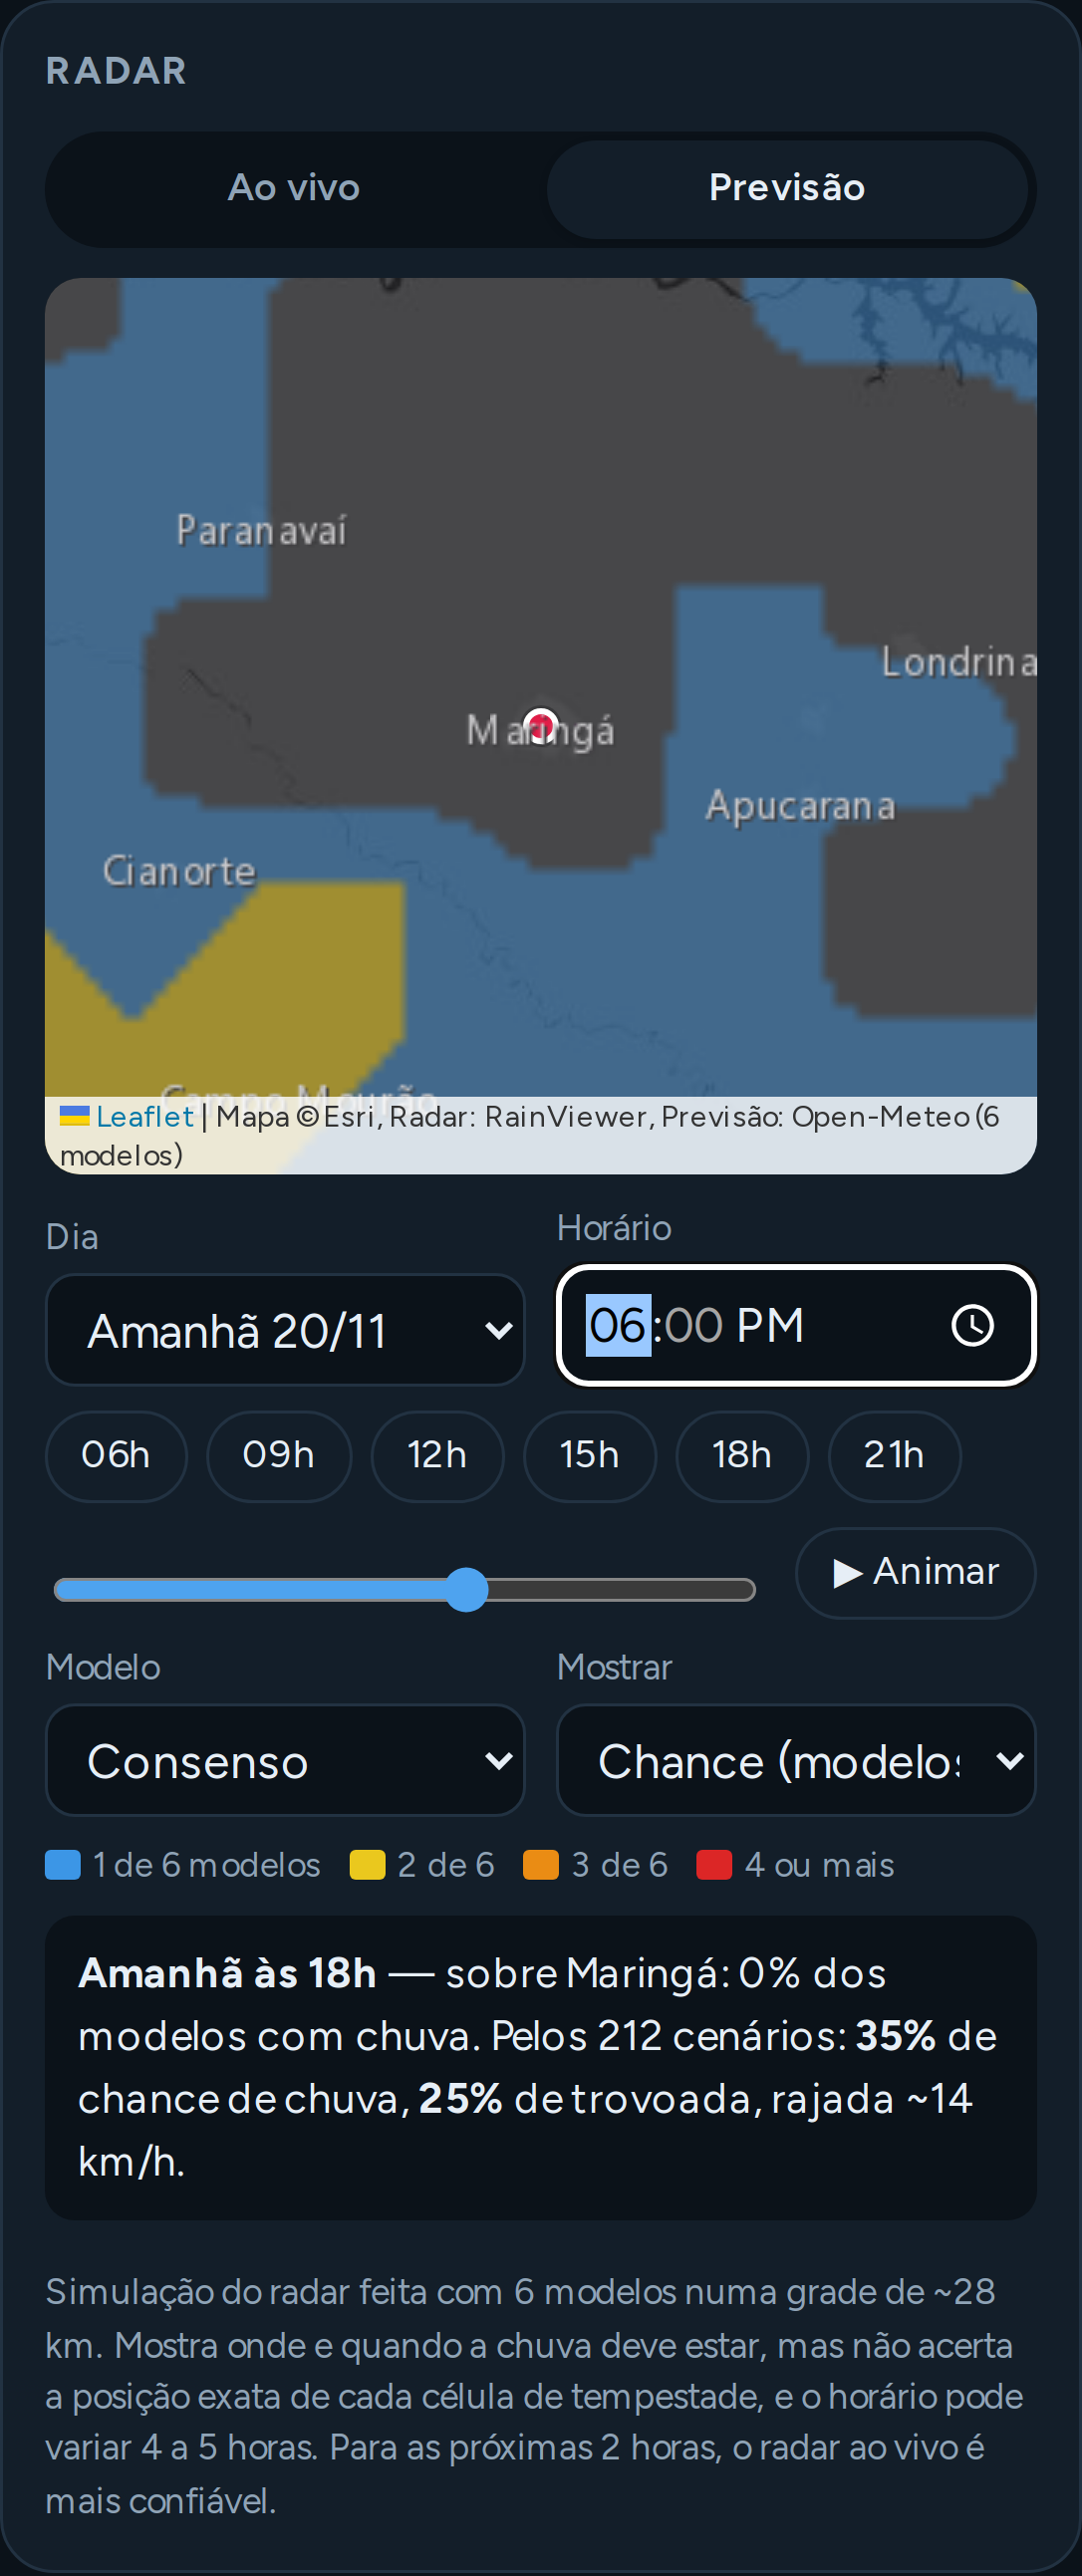 RADAR
Ao vivo
Previsão
Paranavaí
Londrina
Maringá
Apucarana
Cianorte
Campo Mourão
Leaflet | Mapa © Esri, Radar: RainViewer, Previsão: Open-Meteo (6
modelos)
Dia
Horário
Amanhã 20/11
06:00 PM
06h 09h 12h 15h 18h 21h
▶ Animar
Modelo
Mostrar
Consenso
Chance (modelos
1 de 6 modelos 2 de 6 3 de 6 4 ou mais
Amanhã às 18h — sobre Maringá: 0% dos
modelos com chuva. Pelos 212 cenários: 35% de
chance de chuva, 25% de trovoada, rajada ~14
km/h.
Simulação do radar feita com 6 modelos numa grade de ~28
km. Mostra onde e quando a chuva deve estar, mas não acerta
a posição exata de cada célula de tempestade, e o horário pode
variar 4 a 5 horas. Para as próximas 2 horas, o radar ao vivo é
mais confiável.